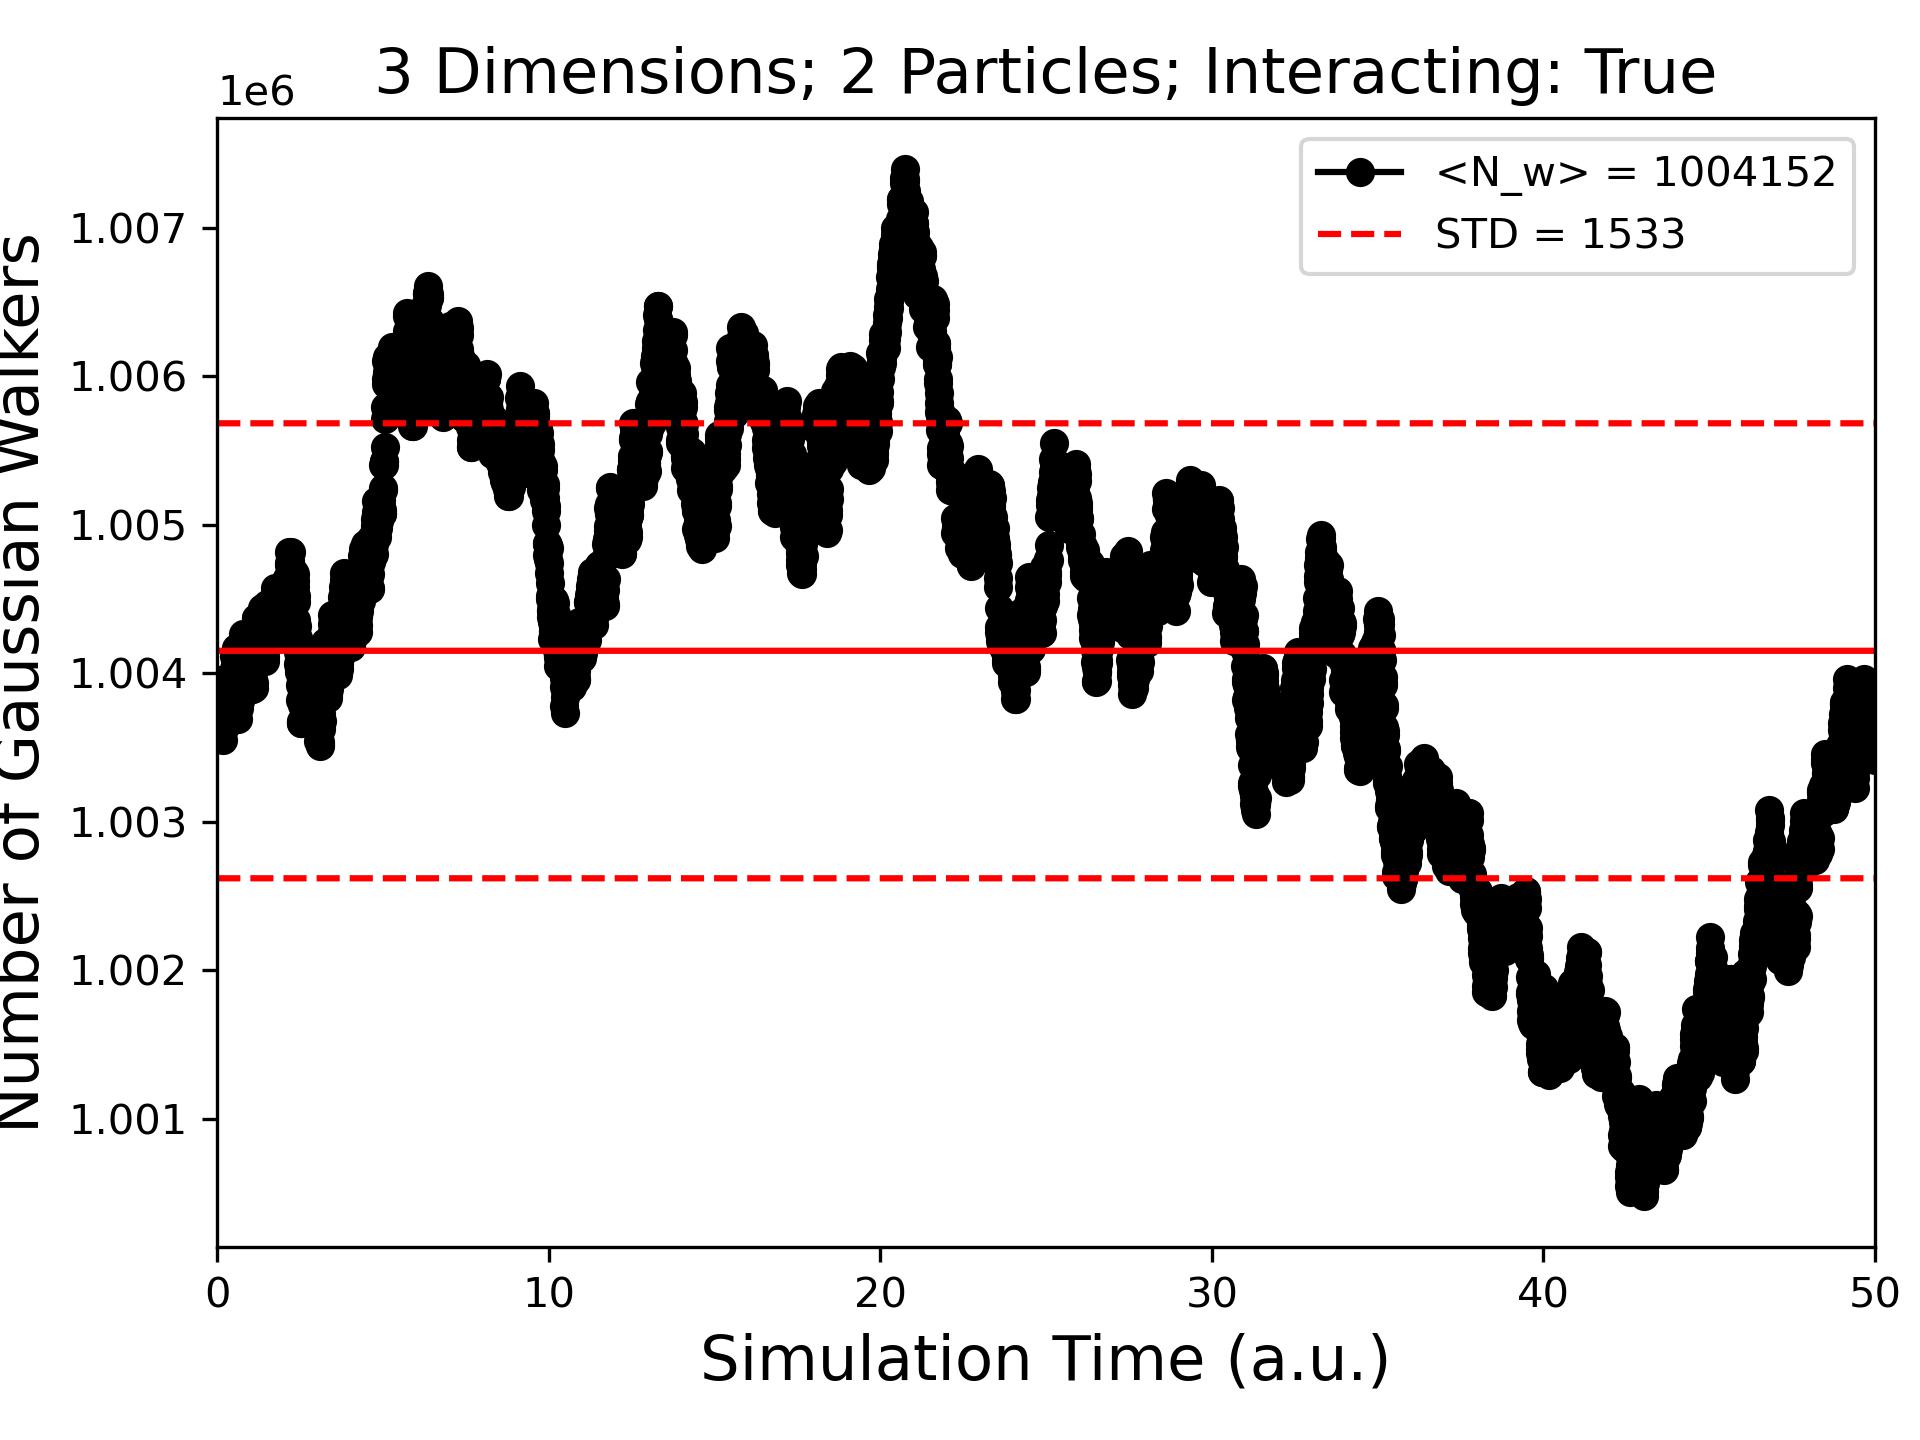 3 Dimensions; 2 Particles; Interacting: True
1e6
<N_w> = 1004152
STD = 1533
Number of Gaussian Walkers
1.007
1.006
1.005
1.004
1.003
1.002
1.001
0 10 20 30 40 50
Simulation Time (a.u.)